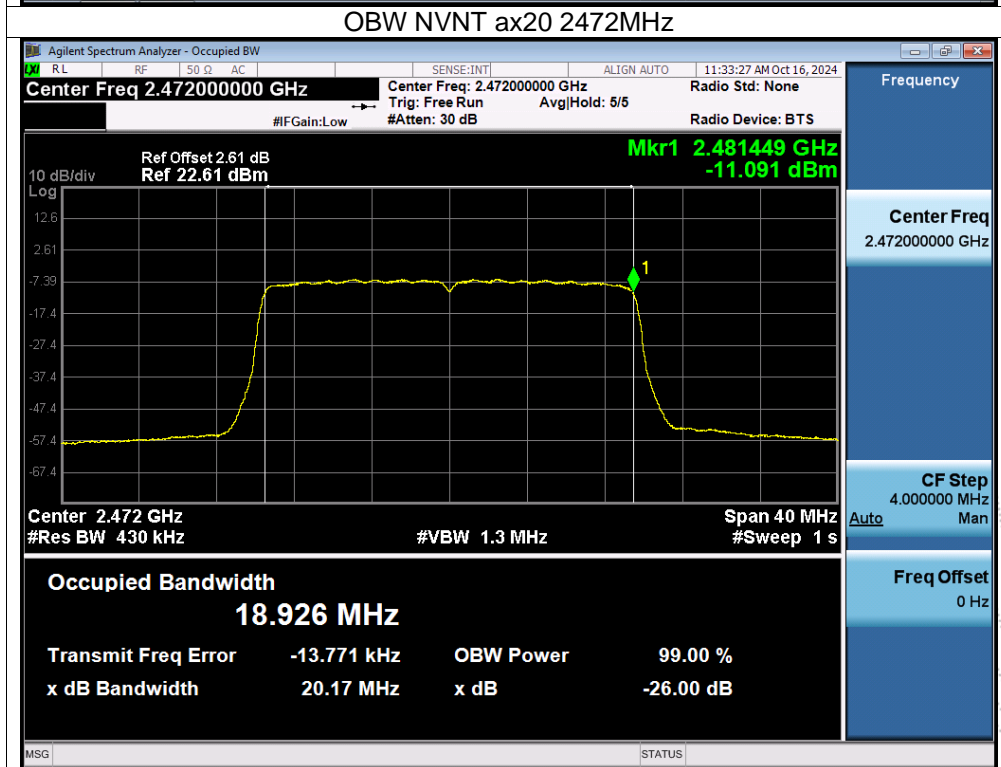 OBW NVNT ax20 2472MHz
Agilent Spectrum Analyzer - Occupied BW
LXI RL RF 50 Ω AC SENSE:INT ALIGN AUTO 11:33:27 AM Oct 16, 2024
Center Freq 2.472000000 GHz
Center Freq: 2.472000000 GHz
Radio Std: None
Trig: Free Run Avg|Hold: 5/5
#IFGain:Low
#Atten: 30 dB
Radio Device: BTS
Frequency
Mkr1 2.481449 GHz
-11.091 dBm
Ref Offset 2.61 dB
10 dB/div Ref 22.61 dBm
Log
12.6
2.61
-7.39
-17.4
-27.4
-37.4
-47.4
-57.4
-67.4
1
Center 2.472 GHz Span 40 MHz
#Res BW 430 kHz #VBW 1.3 MHz #Sweep 1 s
Center Freq
2.472000000 GHz
CF Step
4.000000 MHz
Auto Man
Freq Offset
0 Hz
Occupied Bandwidth
18.926 MHz
Transmit Freq Error -13.771 kHz OBW Power 99.00 %
x dB Bandwidth 20.17 MHz x dB -26.00 dB
MSG STATUS